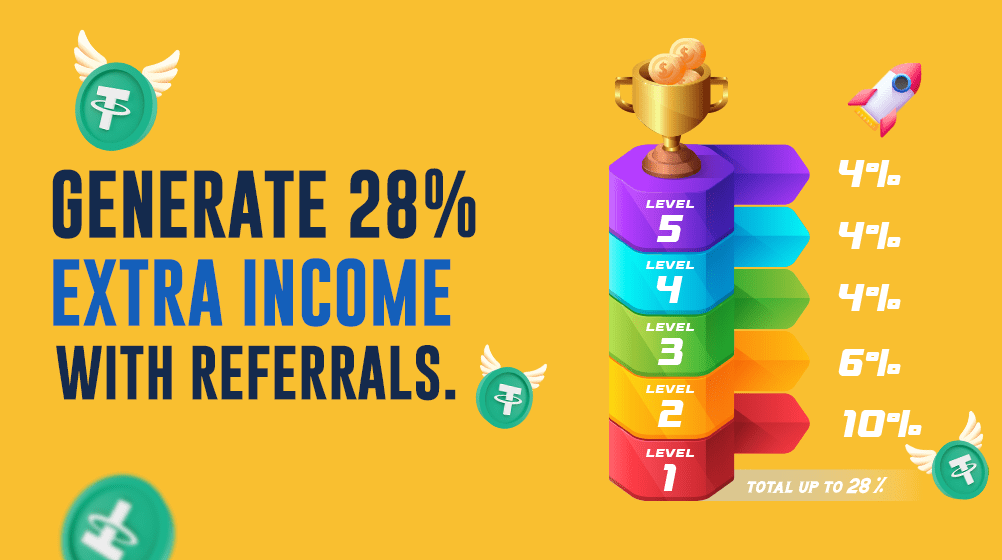 GENERATE 28%
EXTRA INCOME
WITH REFERRALS.
LEVEL
5
4%
LEVEL
4
4%
LEVEL
3
4%
LEVEL
2
6%
LEVEL
1
10%
TOTAL UP TO 28%